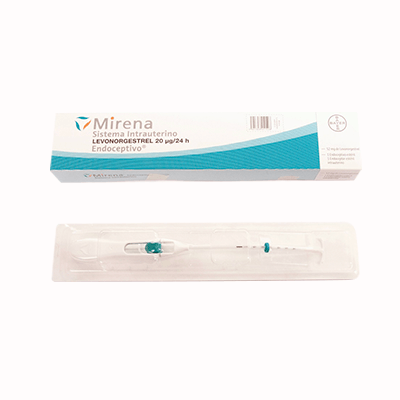 Mirena
Sistema Intrauterino
LEVONORGESTREL 20 µg/24 h
Endoceptivo®
BAYER